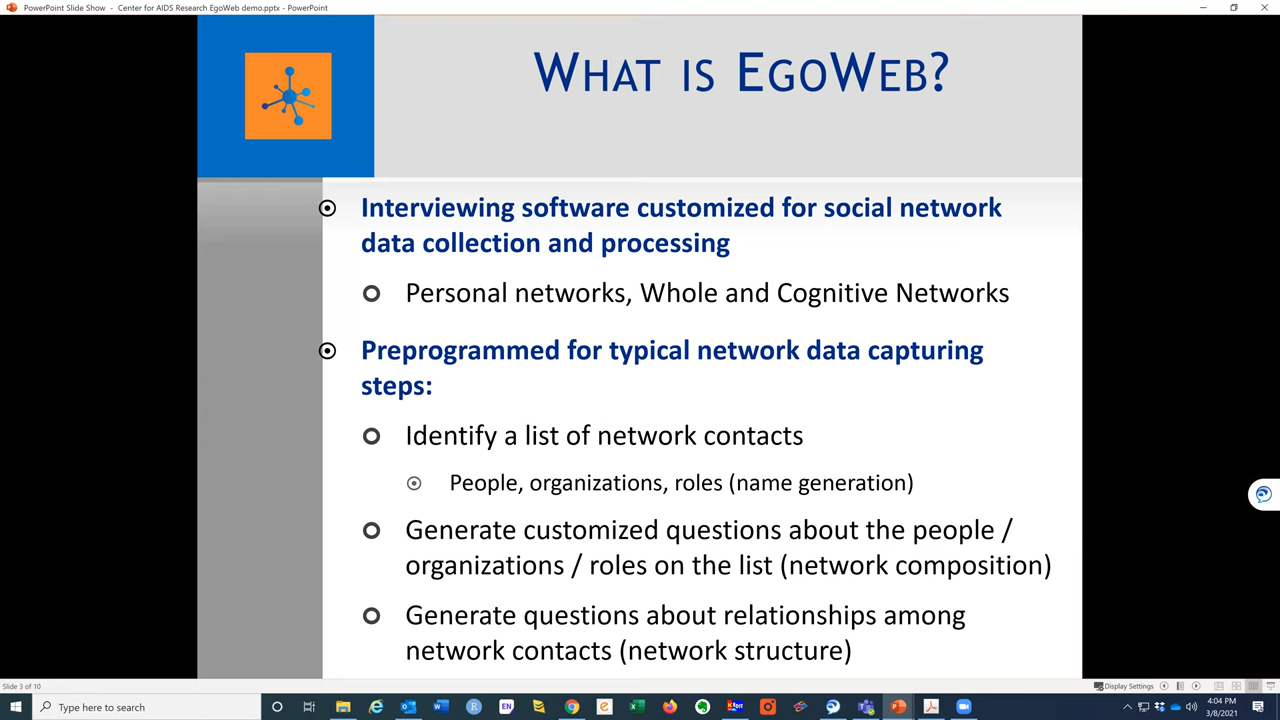 PowerPoint Slide Show - Center for AIDS Research EgoWeb demo.pptx - PowerPoint
WHAT IS EGOWEB?
Interviewing software customized for social network
data collection and processing
Personal networks, Whole and Cognitive Networks
Preprogrammed for typical network data capturing
steps:
Identify a list of network contacts
People, organizations, roles (name generation)
Generate customized questions about the people /
organizations / roles on the list (network composition)
Generate questions about relationships among
network contacts (network structure)
Slide 3 of 10
Display Settings
Type here to search
EN
4:04 PM
3/8/2021